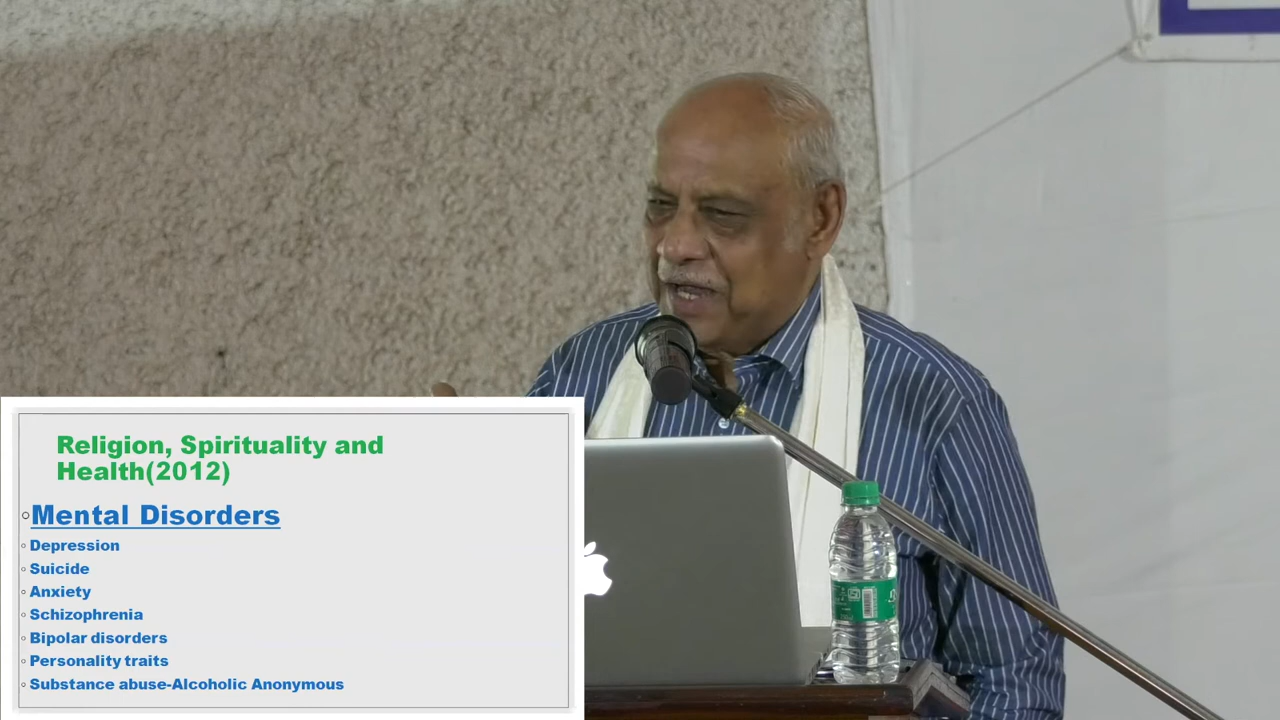 Religion, Spirituality and
Health(2012)
Mental Disorders
Depression
Suicide
Anxiety
Schizophrenia
Bipolar disorders
Personality traits
Substance abuse-Alcoholic Anonymous